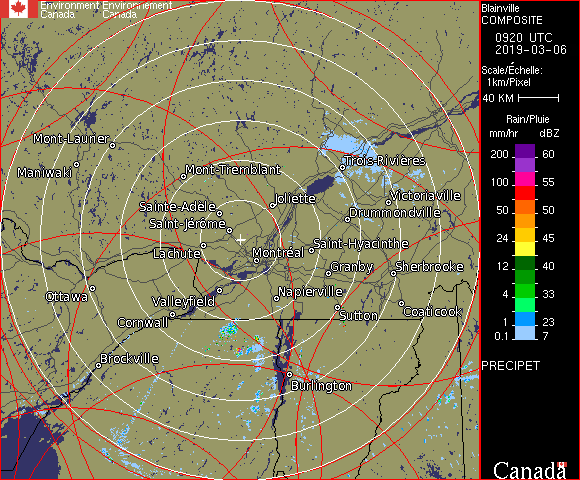 Environment Environnement
Canada Canada
Blainville
COMPOSITE
0920 UTC
2019-03-06
Scale/Échelle:
1km/Pixel
40 KM
Rain/Pluie
mm/hr dBZ
200 60
100 55
50 50
24 45
12 40
4 33
1 23
0.1 7
PRECIPET
Canada
Mont-Laurier
Maniwaki
Mont-Tremblant
Trois-Rivières
Joliette
Victoriaville
Sainte-Adèle
Drummondville
Saint-Jérôme
Saint-Hyacinthe
Lachute
Montréal
Granby
Sherbrooke
Ottawa
Valleyfield
Napierville
Cornwall
Sutton
Coaticook
Brockville
Burlington